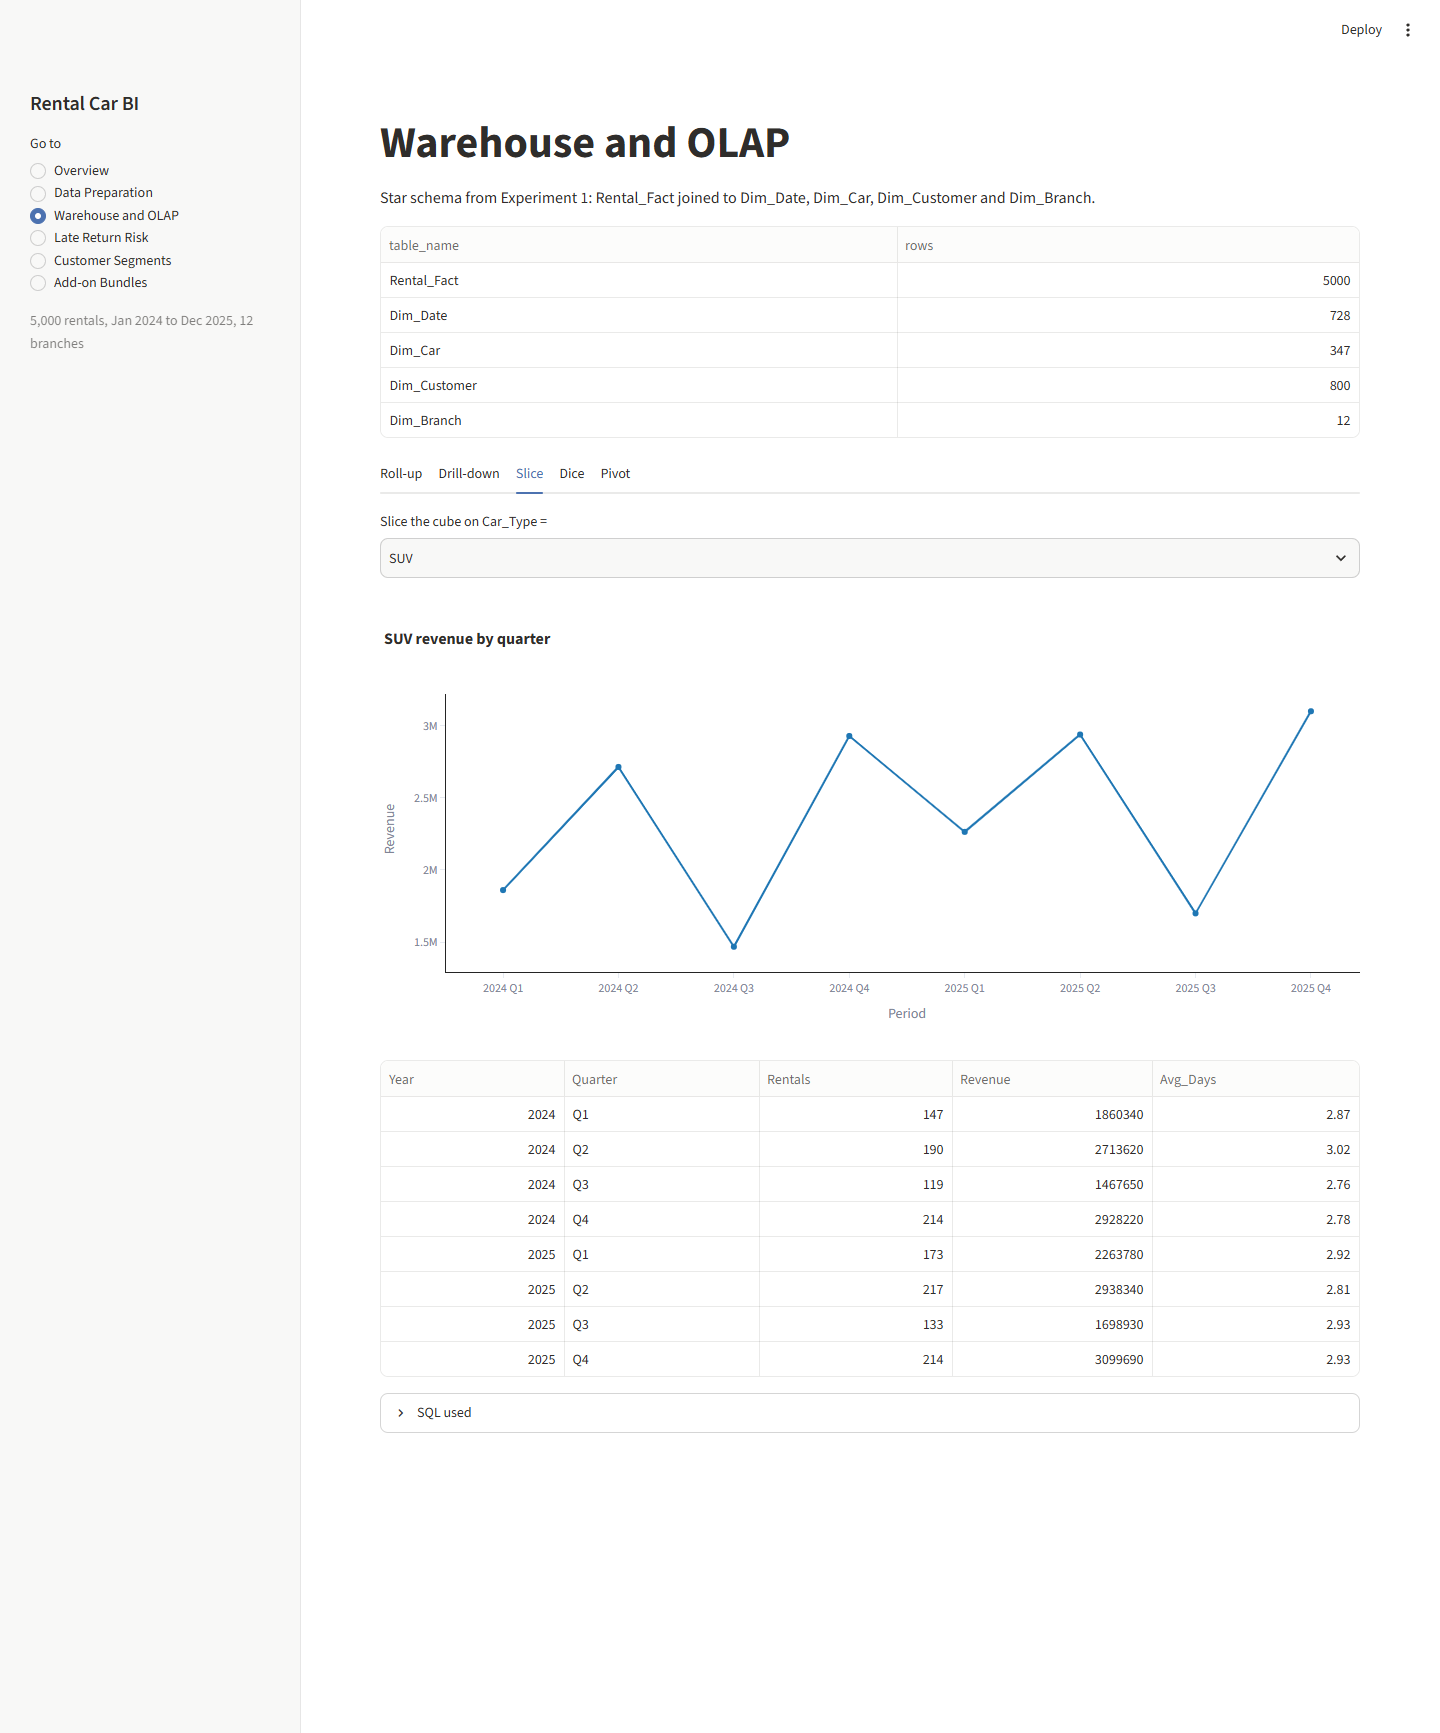 Deploy
Rental Car BI
Go to
Overview
Data Preparation
Warehouse and OLAP
Late Return Risk
Customer Segments
Add-on Bundles
5,000 rentals, Jan 2024 to Dec 2025, 12
branches
Warehouse and OLAP
Star schema from Experiment 1: Rental_Fact joined to Dim_Date, Dim_Car, Dim_Customer and Dim_Branch.
table_name rows
Rental_Fact 5000
Dim_Date 728
Dim_Car 347
Dim_Customer 800
Dim_Branch 12
Roll-up Drill-down Slice Dice Pivot
Slice the cube on Car_Type =
SUV
SUV revenue by quarter
3M
2.5M
2M
1.5M
Revenue
2024 Q1 2024 Q2 2024 Q3 2024 Q4 2025 Q1 2025 Q2 2025 Q3 2025 Q4
Period
Year Quarter Rentals Revenue Avg_Days
2024 Q1 147 1860340 2.87
2024 Q2 190 2713620 3.02
2024 Q3 119 1467650 2.76
2024 Q4 214 2928220 2.78
2025 Q1 173 2263780 2.92
2025 Q2 217 2938340 2.81
2025 Q3 133 1698930 2.93
2025 Q4 214 3099690 2.93
SQL used